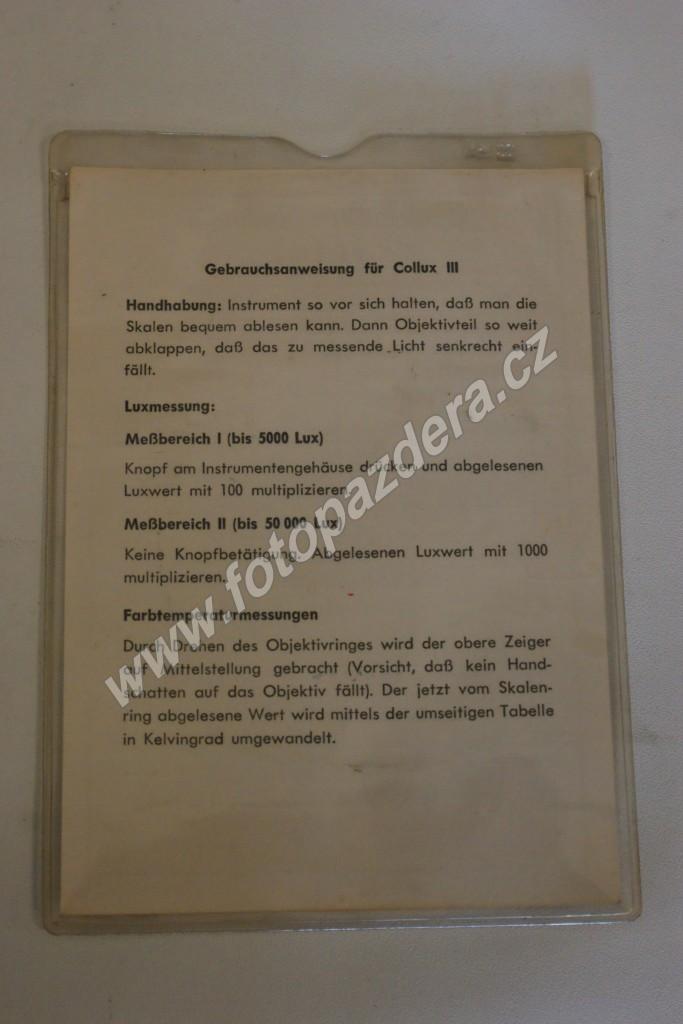 Gebrauchsanweisung für Collux III
Handhabung: Instrument so vor sich halten, daß man die
Skalen bequem ablesen kann. Dann Objektivteil so weit
abklappen, daß das zu messende Licht senkrecht ein-
fällt.
Luxmessung:
Meßbereich I (bis 5000 Lux)
Knopf am Instrumentengehäuse drücken und abgelesenen
Luxwert mit 100 multiplizieren.
Meßbereich II (bis 50 000 Lux)
Keine Knopfbetätigung. Abgelesenen Luxwert mit 1000
multiplizieren.
Farbtemperaturmessungen
Durch Drehen des Objektivringes wird der obere Zeiger
auf Mittelstellung gebracht (Vorsicht, daß kein Hand-
schatten auf das Objektiv fällt). Der jetzt vom Skalen-
ring abgelesene Wert wird mittels der umseitigen Tabelle
in Kelvingrad umgewandelt.
www.fotopazdera.cz